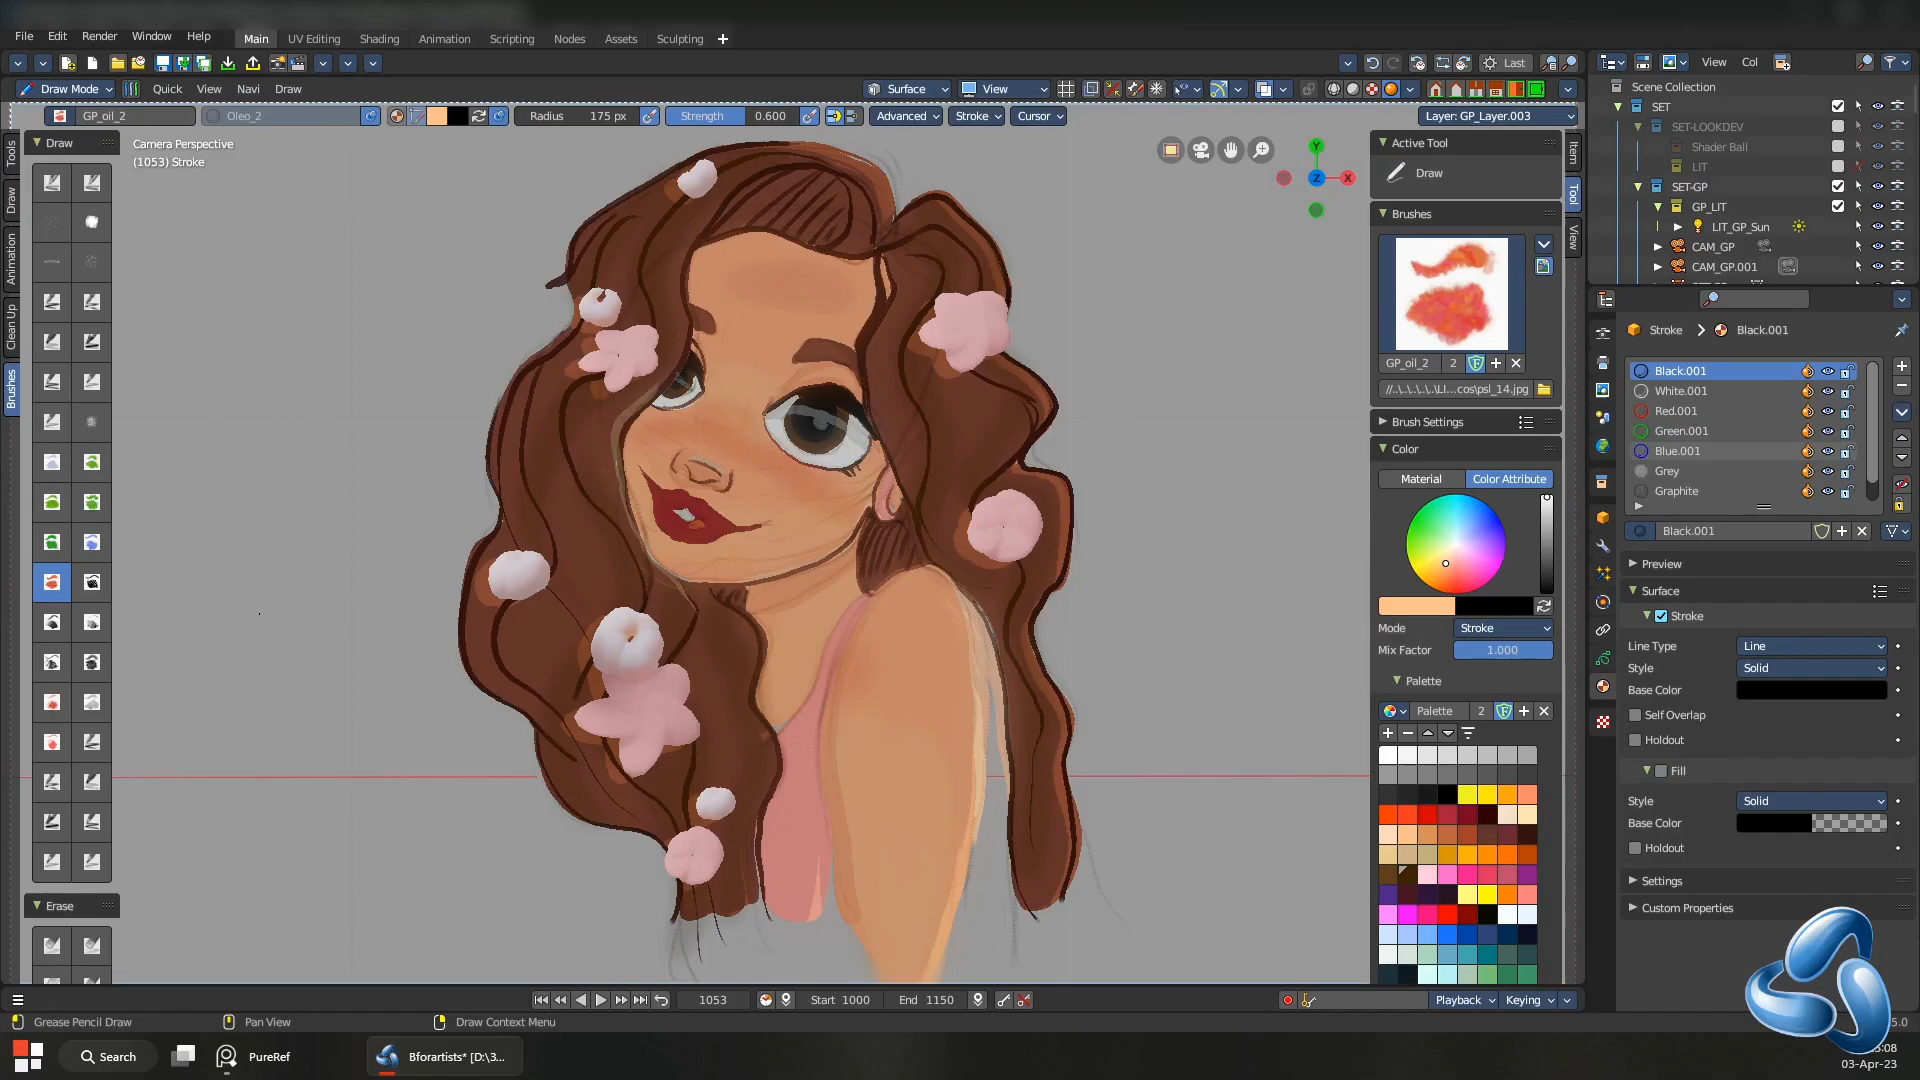 File Edit Render Window Help Main UV Editing Shading Animation Scripting Nodes Assets Sculpting
Last View Col
Draw Mode Quick View Navi Draw Surface View
Scene Collection
SET
GP_oil_2 Oleo_2 Radius 175 px Strength 0.600 Advanced Stroke Cursor Layer: GP_Layer.003
SET-LOOKDEV
Shader Ball
LIT
SET-GP
GP_LIT
LIT_GP_Sun
CAM_GP
CAM_GP.001
Draw
Camera Perspective
(1053) Stroke
Tools
Draw
Animation
Clean Up
Brushes
Y
Z
X
Active Tool
Draw
Item
Tool
View
Brushes
GP_oil_2 2
//..\..\..\..\..\LI... cos\psl_14.jpg
Brush Settings
Color
Material Color Attribute
Mode Stroke
Mix Factor 1.000
Palette
Palette 2
Stroke Black.001
Black.001
White.001
Red.001
Green.001
Blue.001
Grey
Graphite
Black.001
Preview
Surface
Stroke
Line Type Line
Style Solid
Base Color
Self Overlap
Holdout
Fill
Style Solid
Base Color
Holdout
Settings
Custom Properties
Erase
1053 Start 1000 End 1150 Playback Keying
Grease Pencil Draw Pan View Draw Context Menu
Search PureRef Bforartists* [D:\3...
03-Apr-23